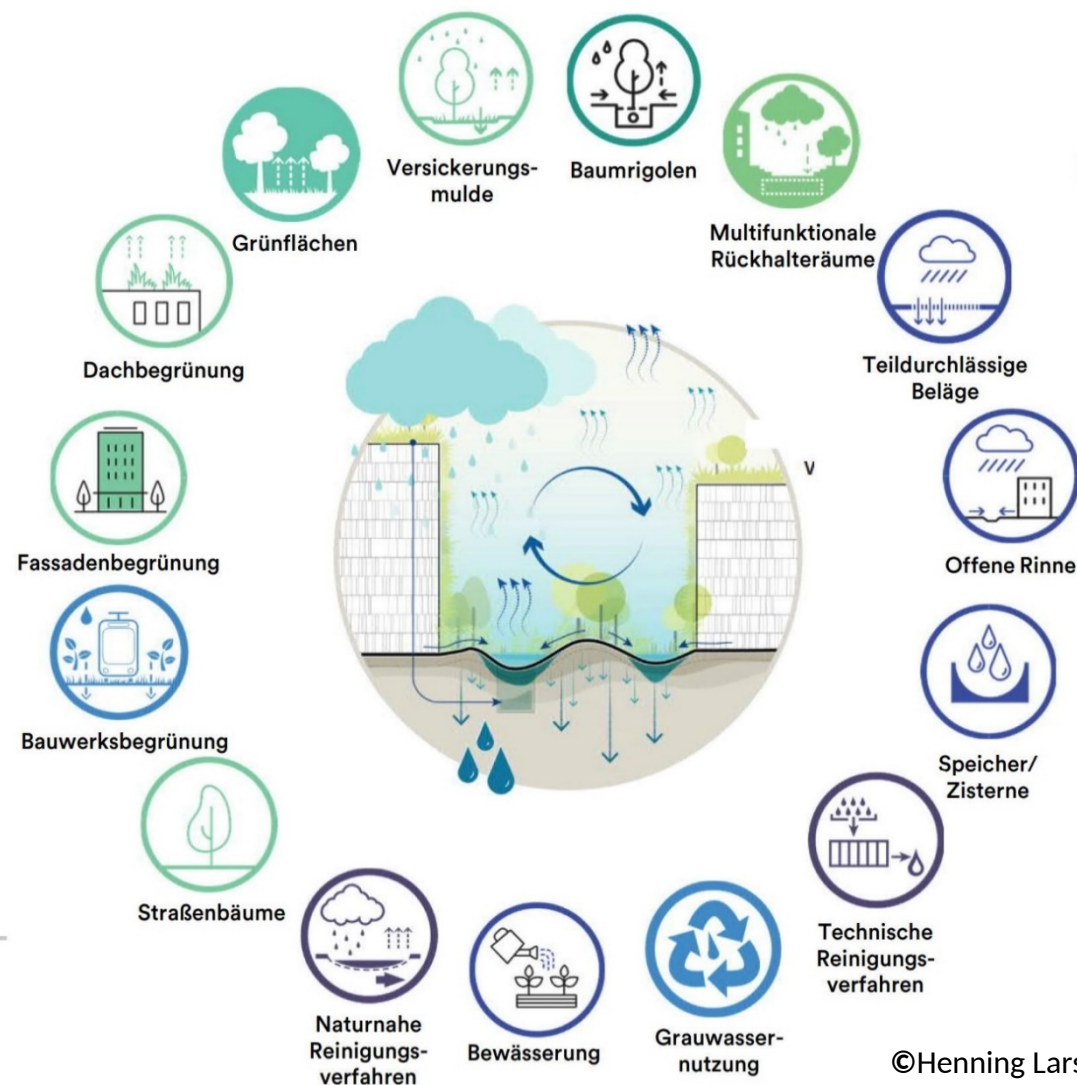 Versickerungs-
mulde
Baumrigolen
Multifunktionale
Rückhalteräume
Teildurchlässige
Beläge
Offene Rinne
Speicher/
Zisterne
Technische
Reinigungs-
verfahren
Grauwasser-
nutzung
Bewässerung
Naturnahe
Reinigungs-
verfahren
Straßenbäume
Bauwerksbegrünung
Fassadenbegrünung
Dachbegrünung
Grünflächen
©Henning Lars